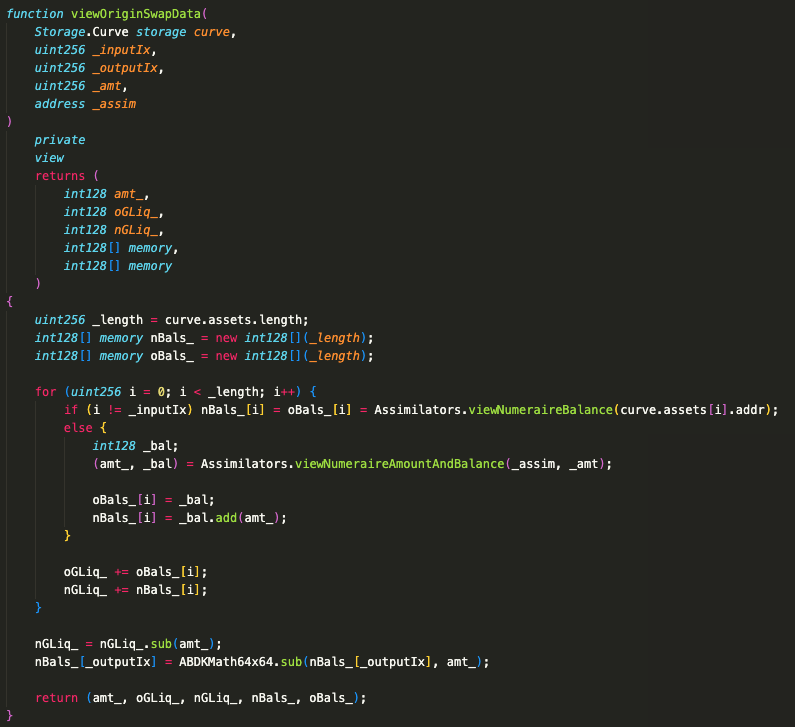 function viewOriginSwapData(
    Storage.Curve storage curve,
    uint256 _inputIx,
    uint256 _outputIx,
    uint256 _amt,
    address _assim
)
    private
    view
    returns (
        int128 amt_,
        int128 oGLiq_,
        int128 nGLiq_,
        int128[] memory,
        int128[] memory
    )
{
    uint256 _length = curve.assets.length;
    int128[] memory nBals_ = new int128[](_length);
    int128[] memory oBals_ = new int128[](_length);

    for (uint256 i = 0; i < _length; i++) {
        if (i != _inputIx) nBals_[i] = oBals_[i] = Assimilators.viewNumeraireBalance(curve.assets[i].addr);
        else {
            int128 _bal;
            (amt_, _bal) = Assimilators.viewNumeraireAmountAndBalance(_assim, _amt);

            oBals_[i] = _bal;
            nBals_[i] = _bal.add(amt_);
        }

        oGLiq_ += oBals_[i];
        nGLiq_ += nBals_[i];
    }

    nGLiq_ = nGLiq_.sub(amt_);
    nBals_[_outputIx] = ABDKMath64x64.sub(nBals_[_outputIx], amt_);

    return (amt_, oGLiq_, nGLiq_, nBals_, oBals_);
}